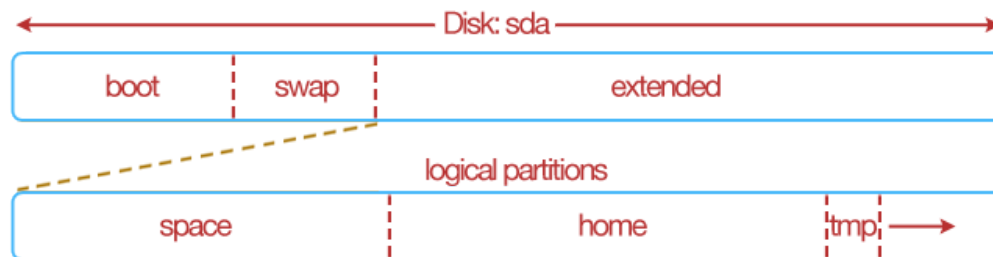 Disk: sda
boot swap extended
logical partitions
space home tmp